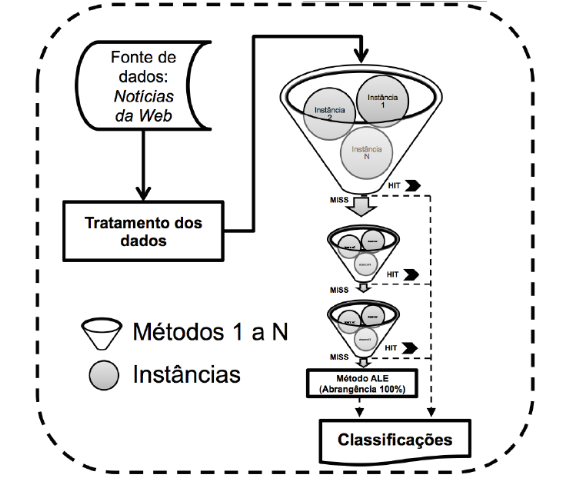 Fonte de
dados:
Notícias
da Web
Tratamento dos
dados
Instância
1
Instância
2
Instância
N
MISS
HIT
MISS
HIT
MISS
HIT
Método ALE
(Abrangência 100%)
Classificações
Métodos 1 a N
Instâncias